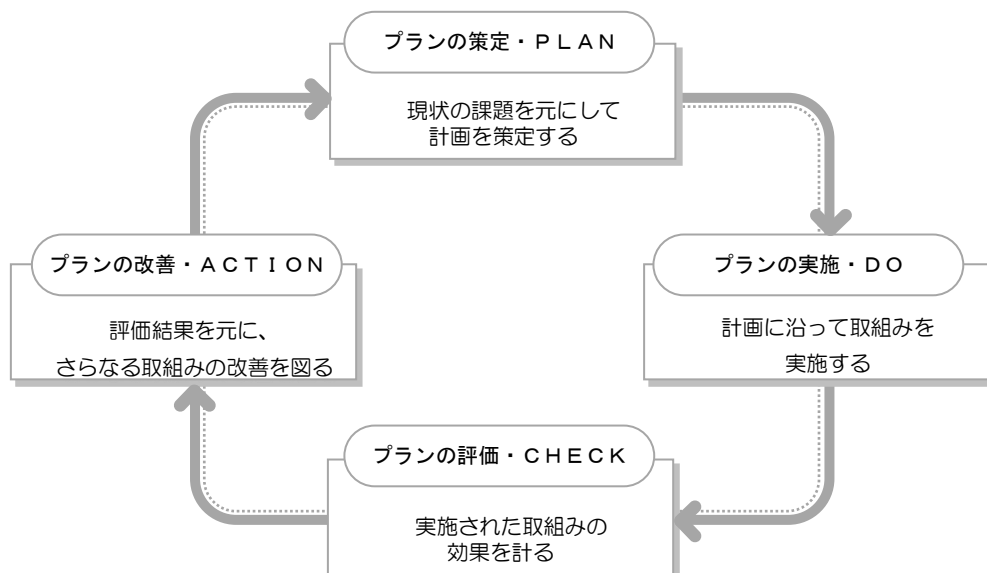 プランの策定・ＰＬＡＮ
現状の課題を元にして
計画を策定する
プランの実施・ＤＯ
計画に沿って取組みを
実施する
プランの評価・ＣＨＥＣＫ
実施された取組みの
効果を計る
プランの改善・ＡＣＴＩＯＮ
評価結果を元に、
さらなる取組みの改善を図る